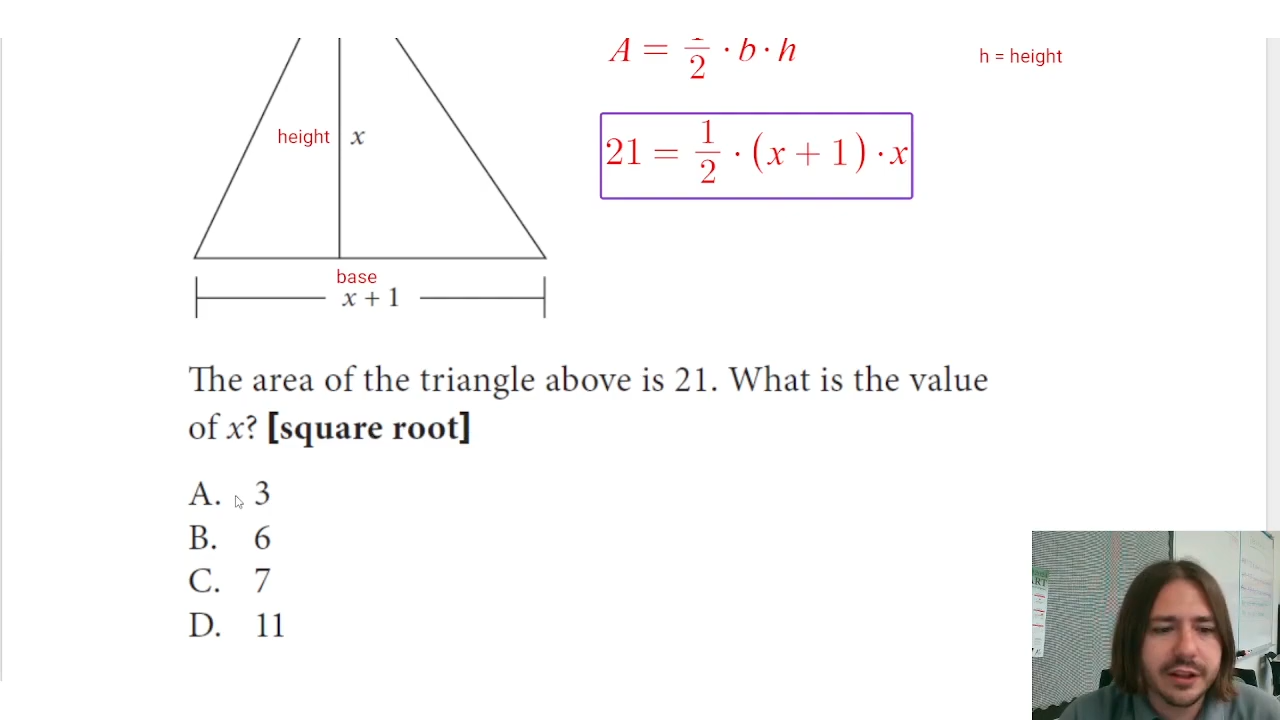 A = 1/2 · b · h
h = height
height x
21 = 1/2 · (x + 1) · x
base
x + 1
The area of the triangle above is 21. What is the value
of x? [square root]
A. 3
B. 6
C. 7
D. 11